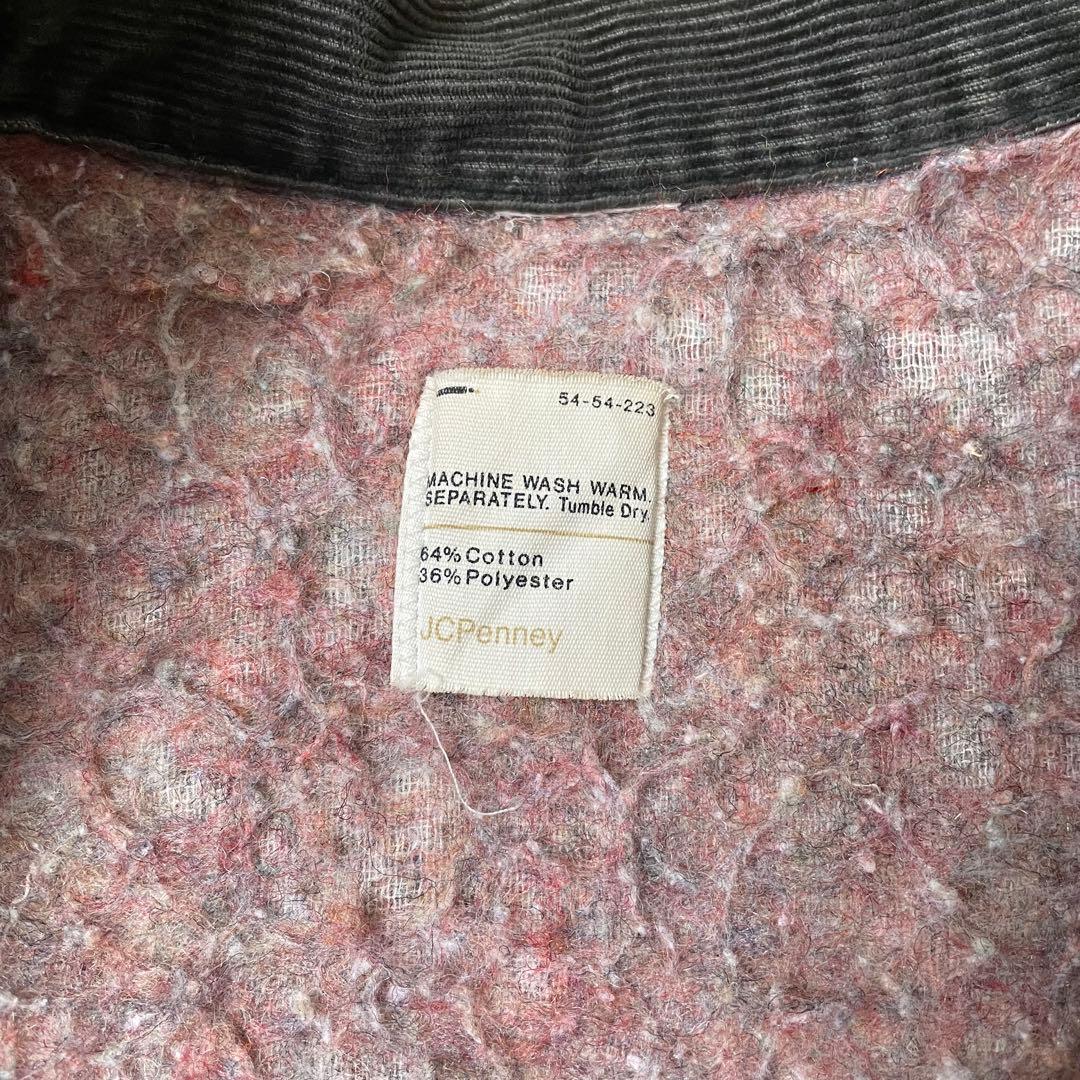 54-54-223
MACHINE WASH WARM,
SEPARATELY. Tumble Dry.
64% Cotton
36% Polyester
JCPenney